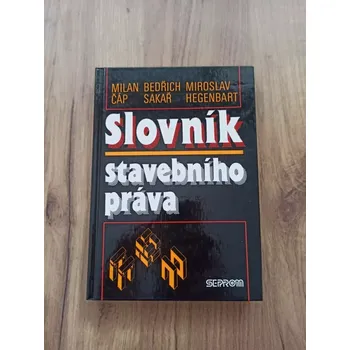 MILAN BEDŘICH MIROSLAV
ČÁP SAKAŘ HEGENBART
Slovník
stavebního
práva
SEPROM